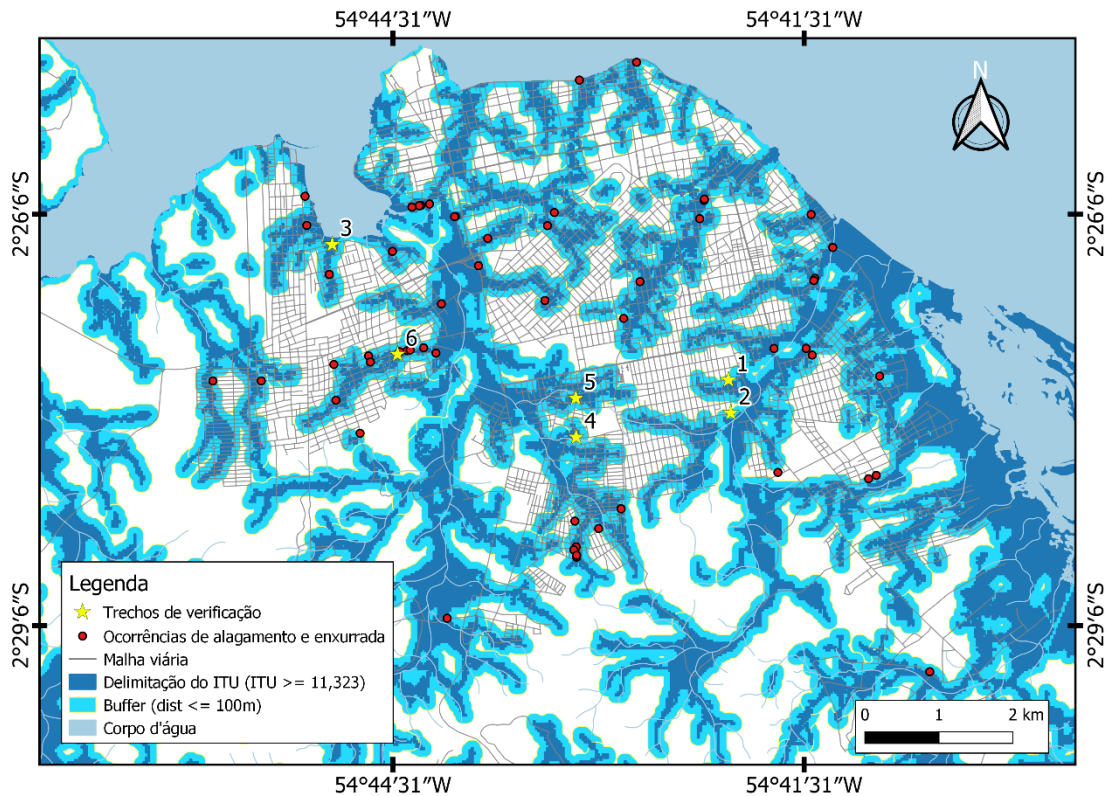 54°44'31"W
54°41'31"W
N
2°26'6"S
2°26'6"S
3
6
1
5
2
4
2°29'6"S
2°29'6"S
Legenda
Trechos de verificação
Ocorrências de alagamento e enxurrada
Malha viária
Delimitação do ITU (ITU >= 11,323)
Buffer (dist <= 100m)
Corpo d'água
0 1 2 km
54°44'31"W
54°41'31"W